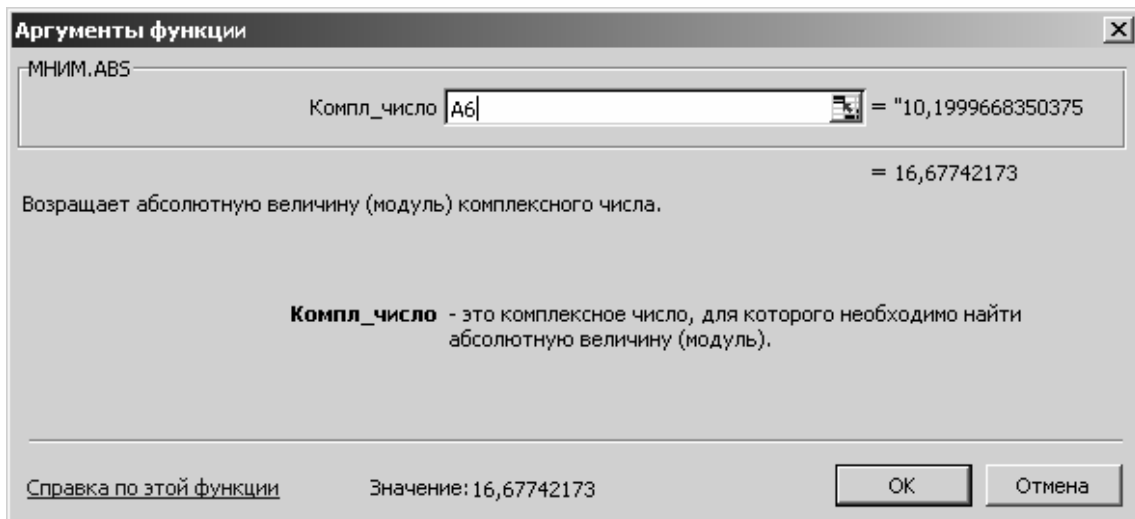 Аргументы функции
МНИМ.ABS
Компл_число A6 = "10,1999668350375
= 16,67742173
Возращает абсолютную величину (модуль) комплексного числа.
Компл_число - это комплексное число, для которого необходимо найти
абсолютную величину (модуль).
Справка по этой функции Значение: 16,67742173 ОК Отмена